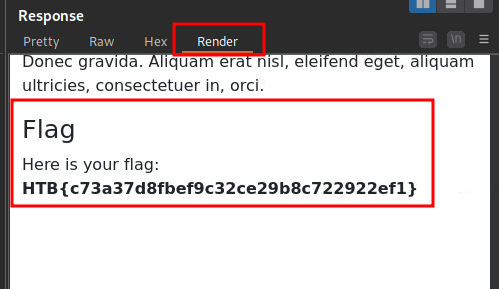 Response
Pretty Raw Hex Render \n
Donec gravida. Aliquam erat nisl, eleifend eget, aliquam
ultricies, consectetuer in, orci.
Flag
Here is your flag:
HTB{c73a37d8fbef9c32ce29b8c722922ef1}